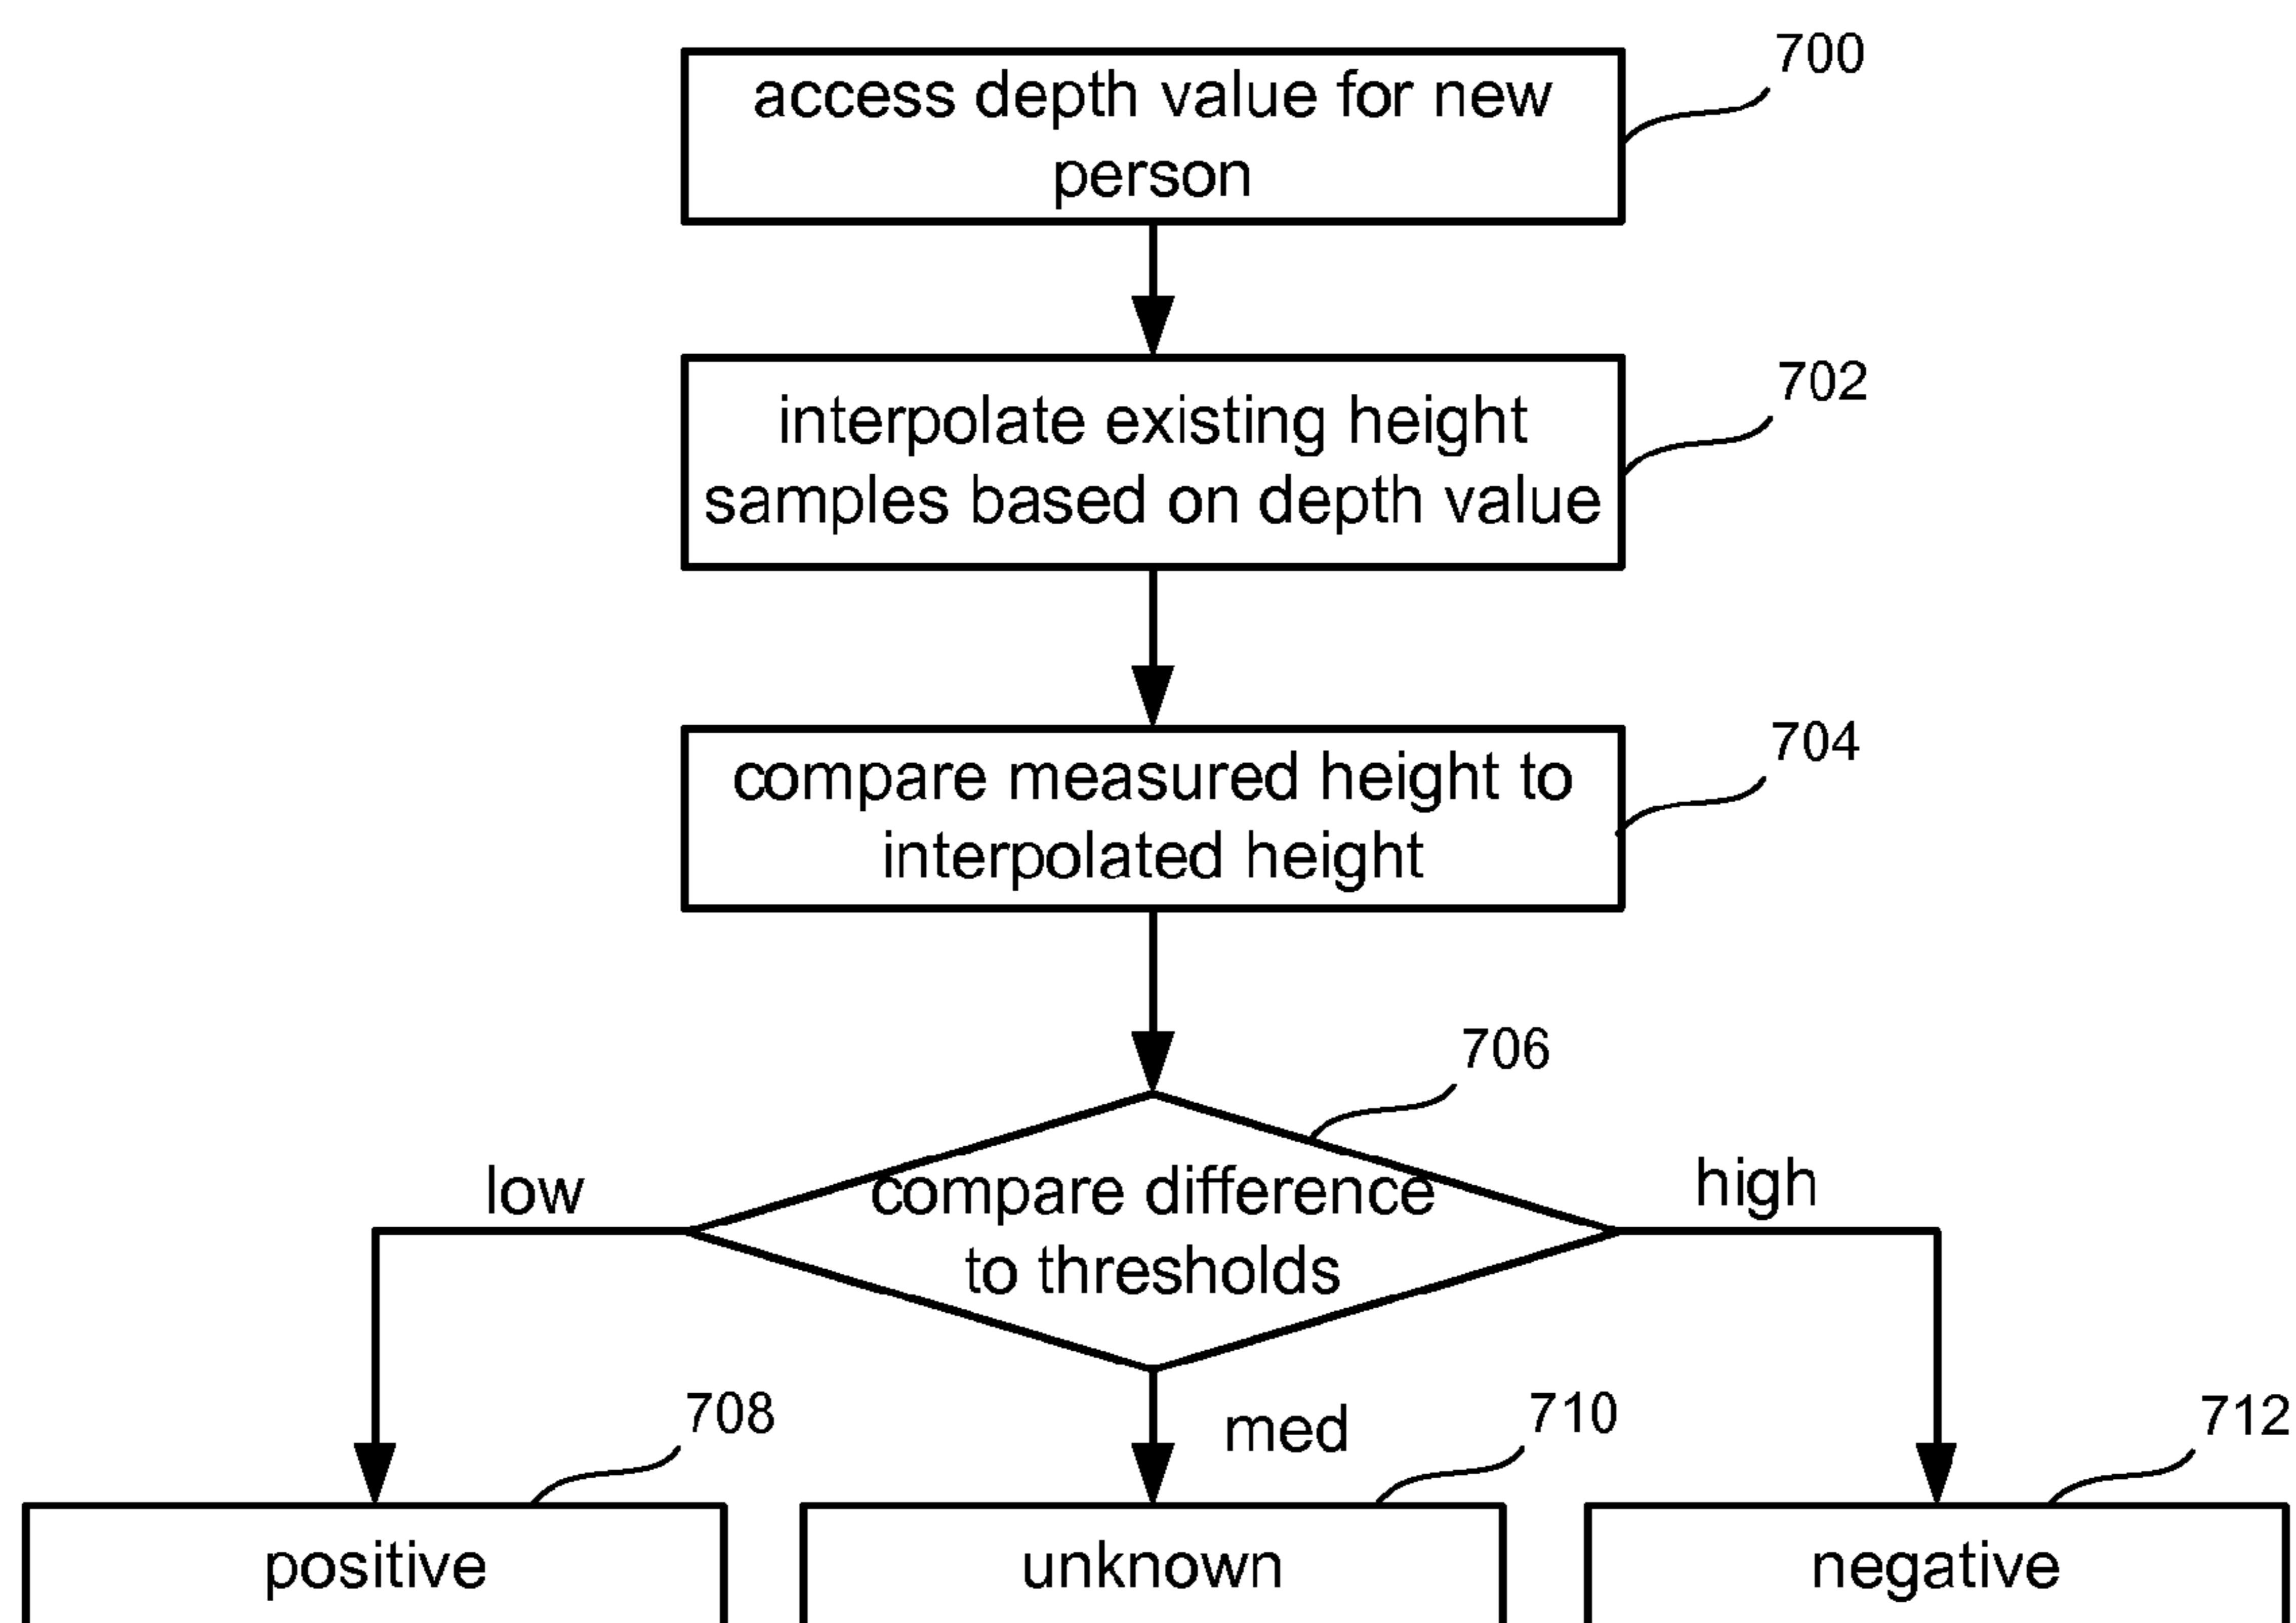 700
access depth value for new
person
702
interpolate existing height
samples based on depth value
704
compare measured height to
interpolated height
706
compare difference
to thresholds
low
high
med
708
710
712
positive
unknown
negative